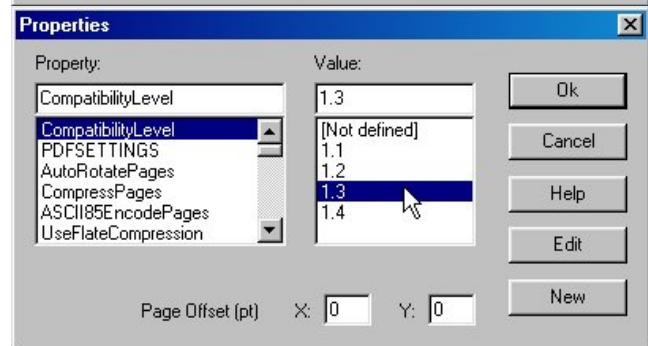 Properties
Property:
Value:
CompatibilityLevel
1.3
Ok
CompatibilityLevel
PDFSETTINGS
AutoRotatePages
CompressPages
ASCII85EncodePages
UseFlateCompression
[Not defined]
1.1
1.2
1.3
1.4
Cancel
Help
Edit
New
Page Offset (pt) X: 0 Y: 0